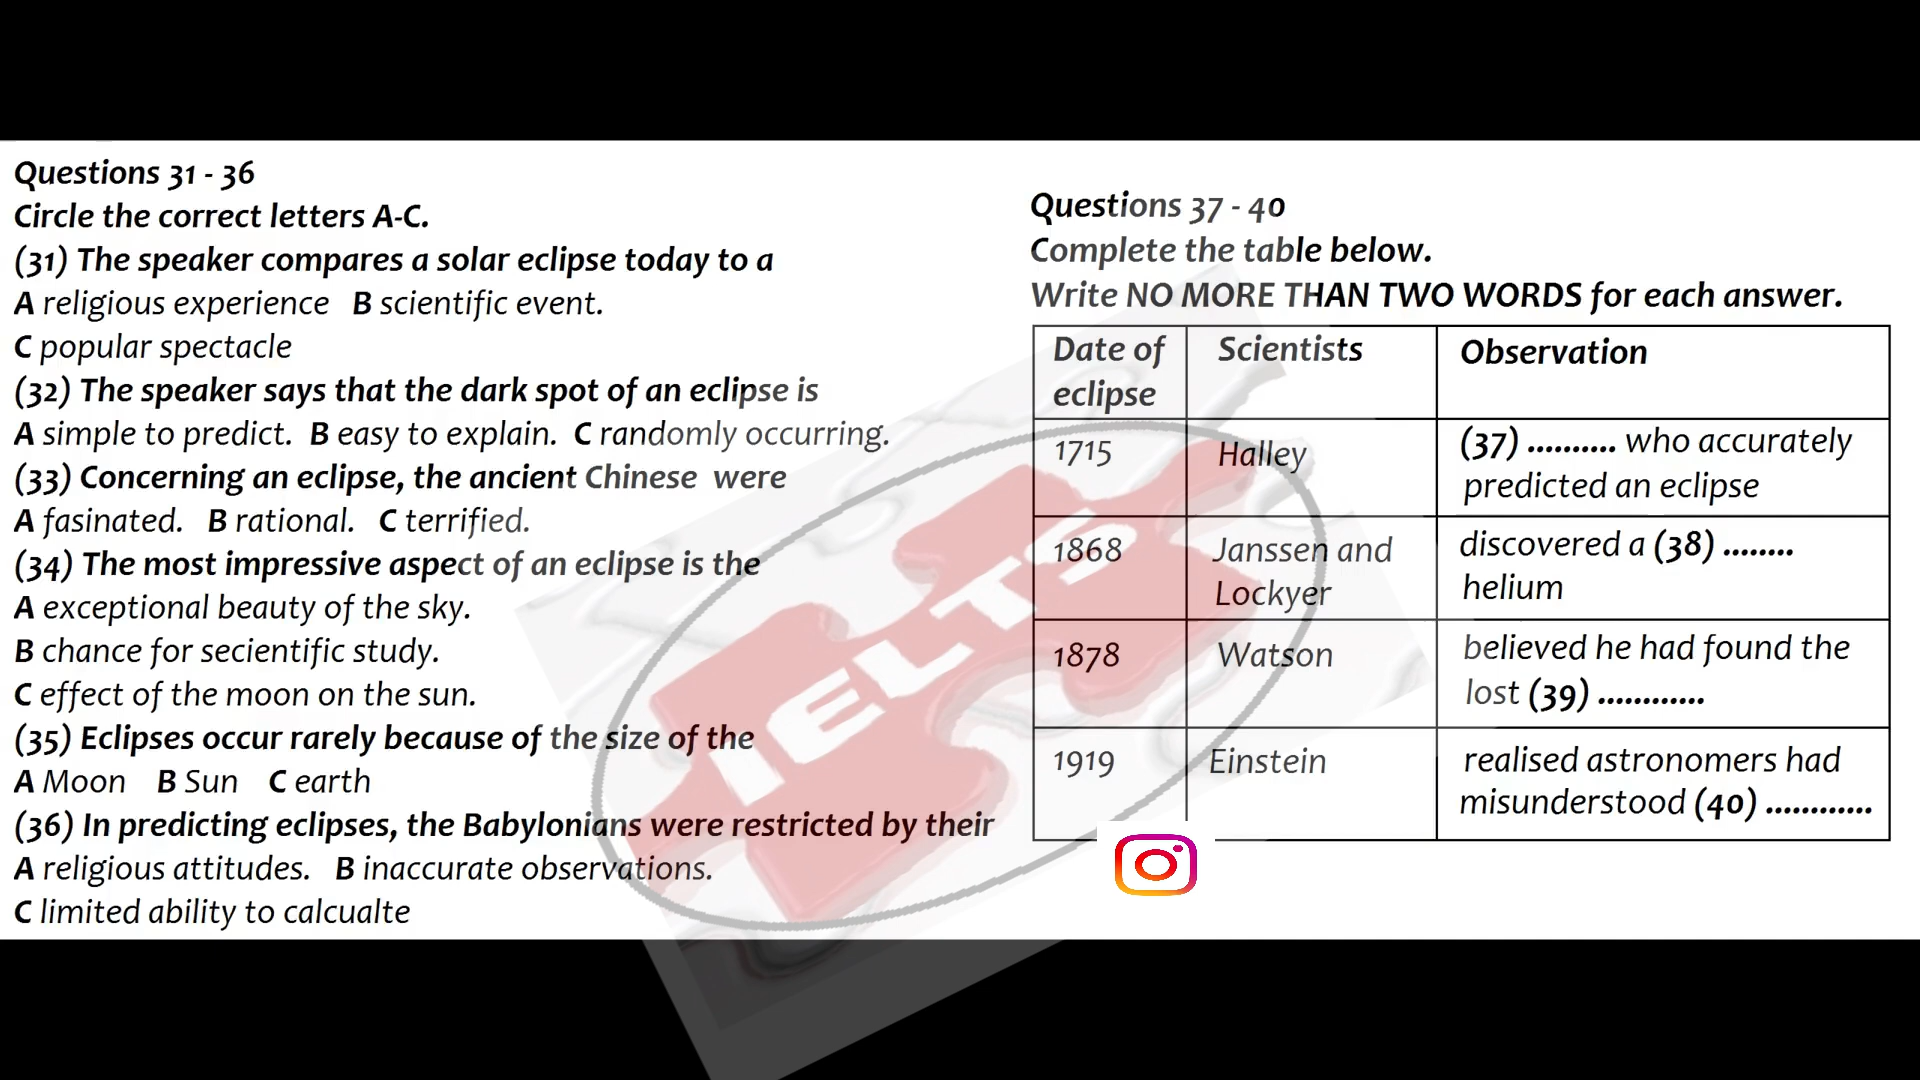 Questions 31 - 36
Circle the correct letters A-C.
(31) The speaker compares a solar eclipse today to a
A religious experience B scientific event.
C popular spectacle
(32) The speaker says that the dark spot of an eclipse is
A simple to predict. B easy to explain. C randomly occurring.
(33) Concerning an eclipse, the ancient Chinese were
A fasinated. B rational. C terrified.
(34) The most impressive aspect of an eclipse is the
A exceptional beauty of the sky.
B chance for secientific study.
C effect of the moon on the sun.
(35) Eclipses occur rarely because of the size of the
A Moon B Sun C earth
(36) In predicting eclipses, the Babylonians were restricted by their
A religious attitudes. B inaccurate observations.
C limited ability to calcualte
Questions 37 - 40
Complete the table below.
Write NO MORE THAN TWO WORDS for each answer.
Date of
eclipse
Scientists
Observation
1715
Halley
(37) .......... who accurately
predicted an eclipse
1868
Janssen and
Lockyer
discovered a (38) ........
helium
1878
Watson
believed he had found the
lost (39) ............
1919
Einstein
realised astronomers had
misunderstood (40) ............
IELTS